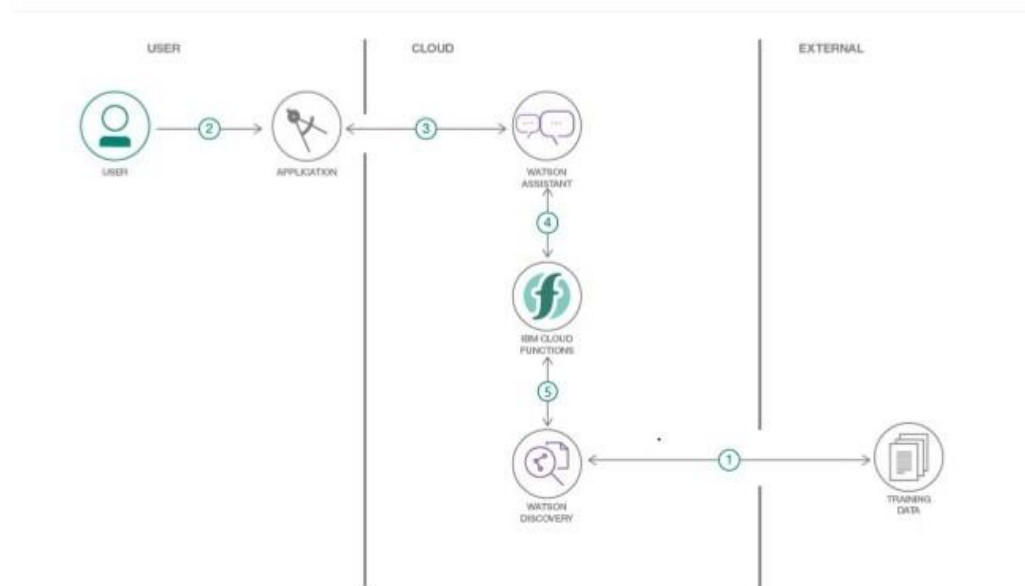 USER
CLOUD
EXTERNAL
2
3
USER
APPLICATION
WATSON
ASSISTANT
4
IBM CLOUD
FUNCTIONS
5
1
WATSON
DISCOVERY
TRAINING
DATA